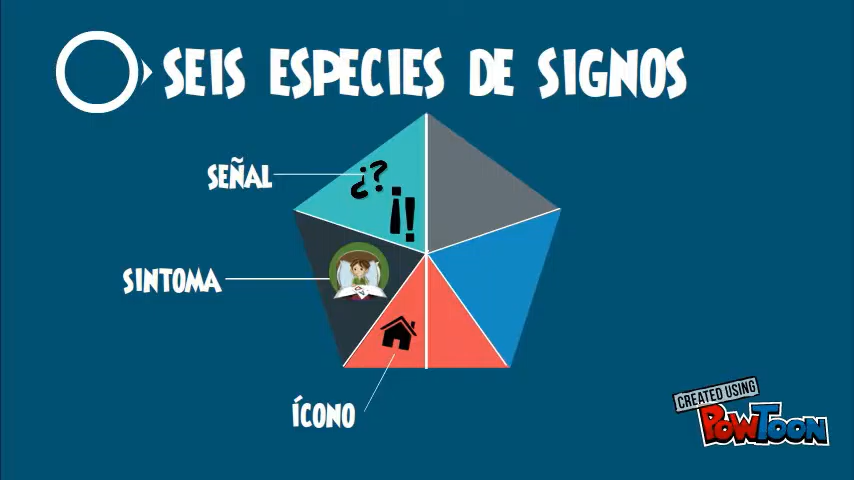 SEIS ESPECIES DE SIGNOS
SEÑAL
¿?
¡!
SINTOMA
ÍCONO
CREATED USING
POWTOON